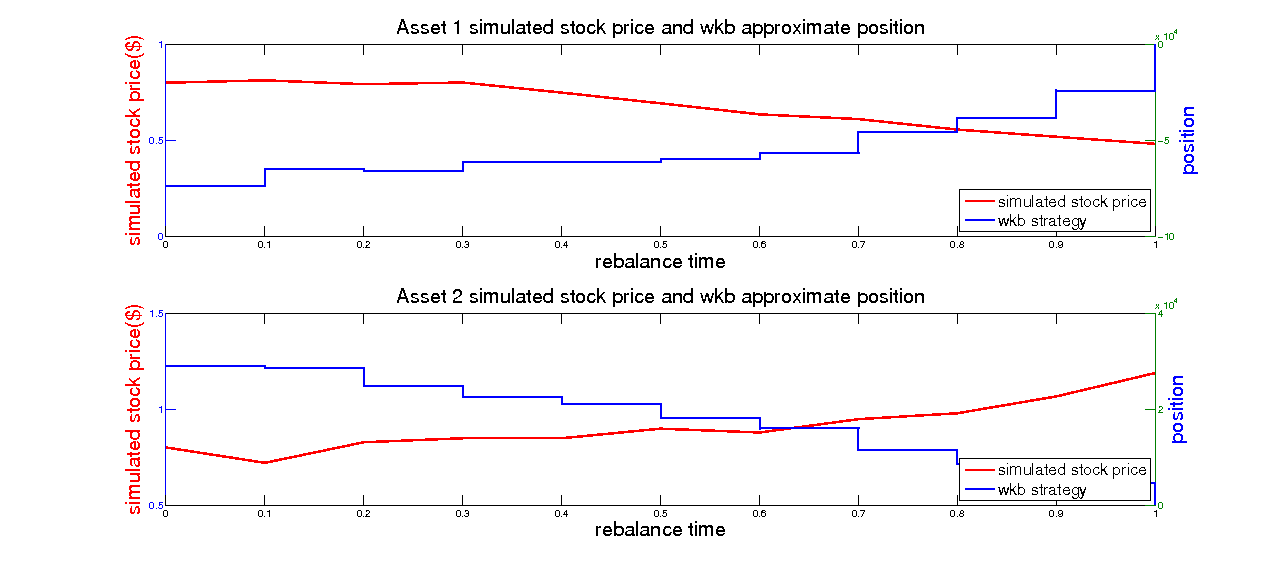 Asset 1 simulated stock price and wkb approximate position
x 10^4
1
0
0.5
−5
0
−10
simulated stock price($)
position
simulated stock price
wkb strategy
0 0.1 0.2 0.3 0.4 0.5 0.6 0.7 0.8 0.9 1
rebalance time
Asset 2 simulated stock price and wkb approximate position
x 10^4
1.5
4
1
2
0.5
0
simulated stock price($)
position
simulated stock price
wkb strategy
0 0.1 0.2 0.3 0.4 0.5 0.6 0.7 0.8 0.9 1
rebalance time